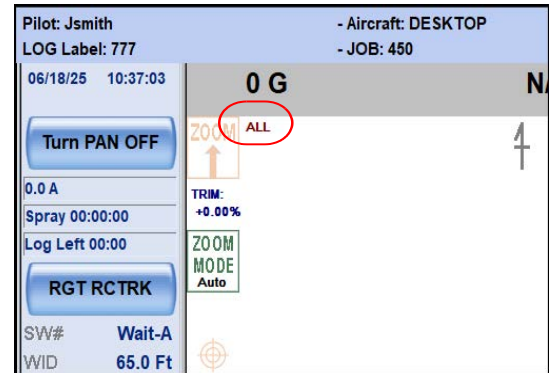 Pilot: Jsmith
- Aircraft: DESKTOP
LOG Label: 777
- JOB: 450
06/18/25 10:37:03
0 G
Turn PAN OFF
ZOOM
ALL
0.0 A
TRIM:
Spray 00:00:00
+0.00%
Log Left 00:00
ZOOM
MODE
Auto
RGT RCTRK
SW# Wait-A
WID 65.0 Ft